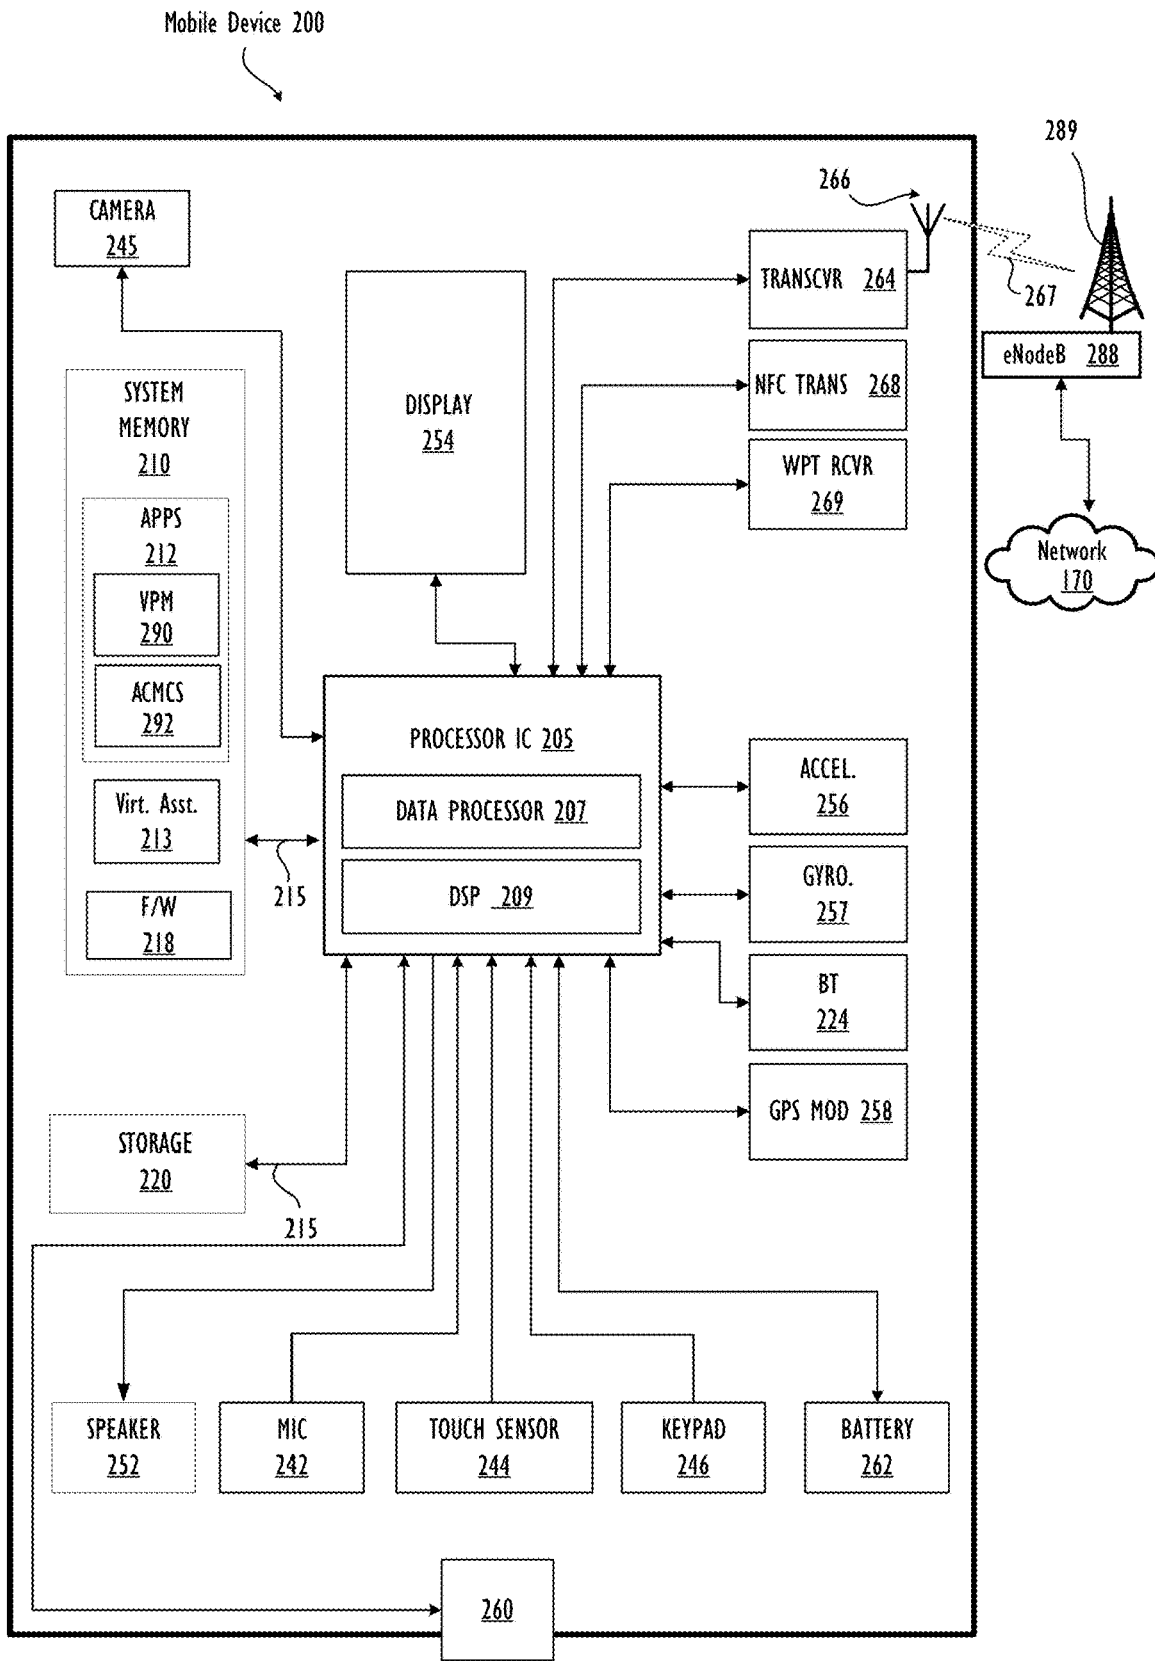 Mobile Device 200
289
266
CAMERA
245
TRANSCVR 264
267
eNodeB 288
NFC TRANS 268
SYSTEM
MEMORY
210
DISPLAY
254
WPT RCVR
269
APPS
212
Network
170
VPM
290
ACMCS
292
PROCESSOR IC 205
ACCEL.
256
Virt. Asst.
213
DATA PROCESSOR 207
215
GYRO.
257
DSP 209
F/W
218
BT
224
GPS MOD 258
STORAGE
220
215
SPEAKER
252
MIC
242
TOUCH SENSOR
244
KEYPAD
246
BATTERY
262
260